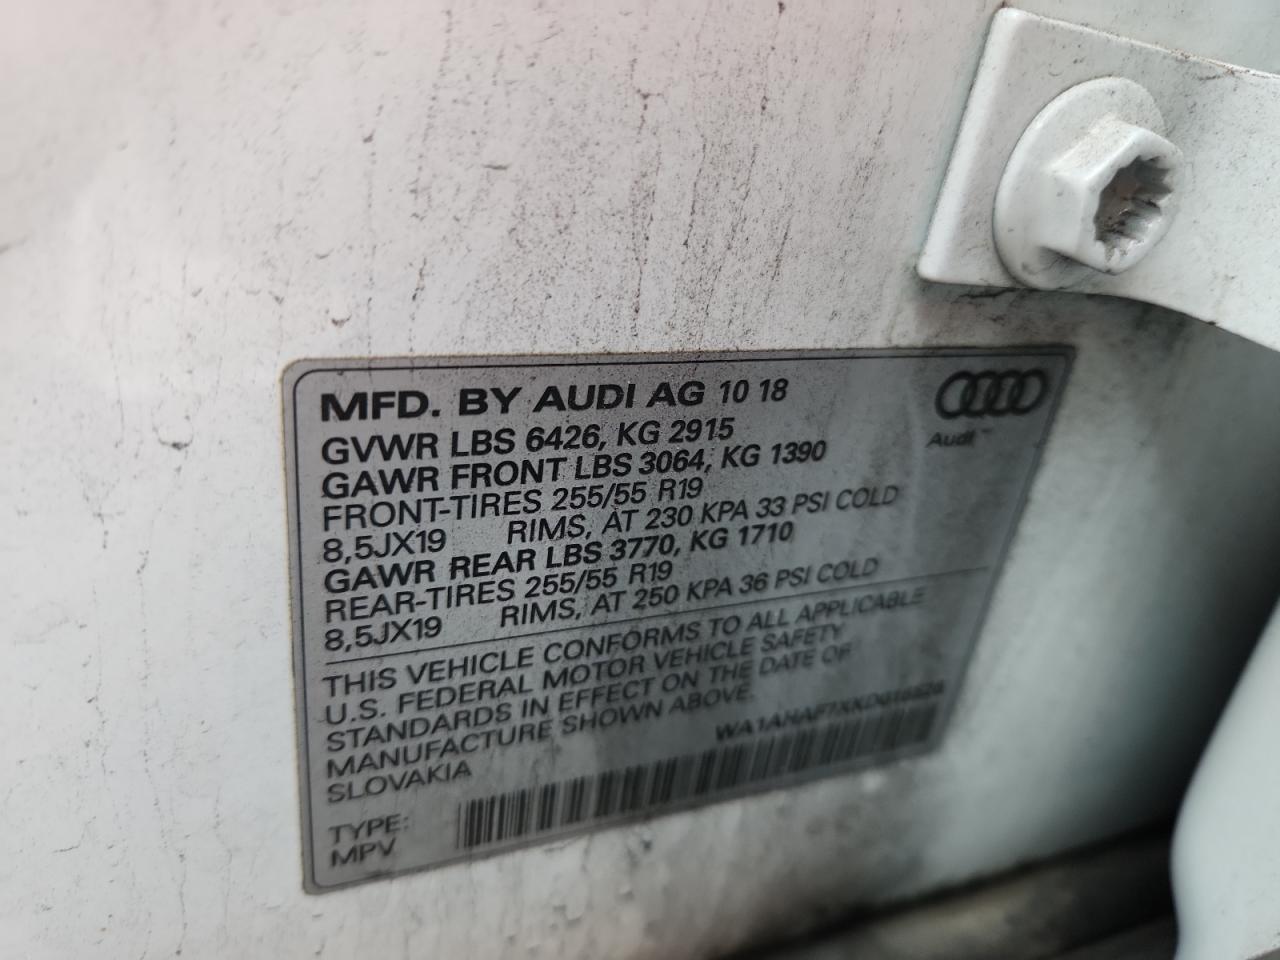 MFD. BY AUDI AG 10 18
GVWR LBS 6426, KG 2915
GAWR FRONT LBS 3064, KG 1390
FRONT-TIRES 255/55 R19
8,5JX19 RIMS, AT 230 KPA 33 PSI COLD
GAWR REAR LBS 3770, KG 1710
REAR-TIRES 255/55 R19
8,5JX19 RIMS, AT 250 KPA 36 PSI COLD
Audi ™
THIS VEHICLE CONFORMS TO ALL APPLICABLE
U.S. FEDERAL MOTOR VEHICLE SAFETY
STANDARDS IN EFFECT ON THE DATE OF
MANUFACTURE SHOWN ABOVE.
SLOVAKIA
TYPE:
MPV